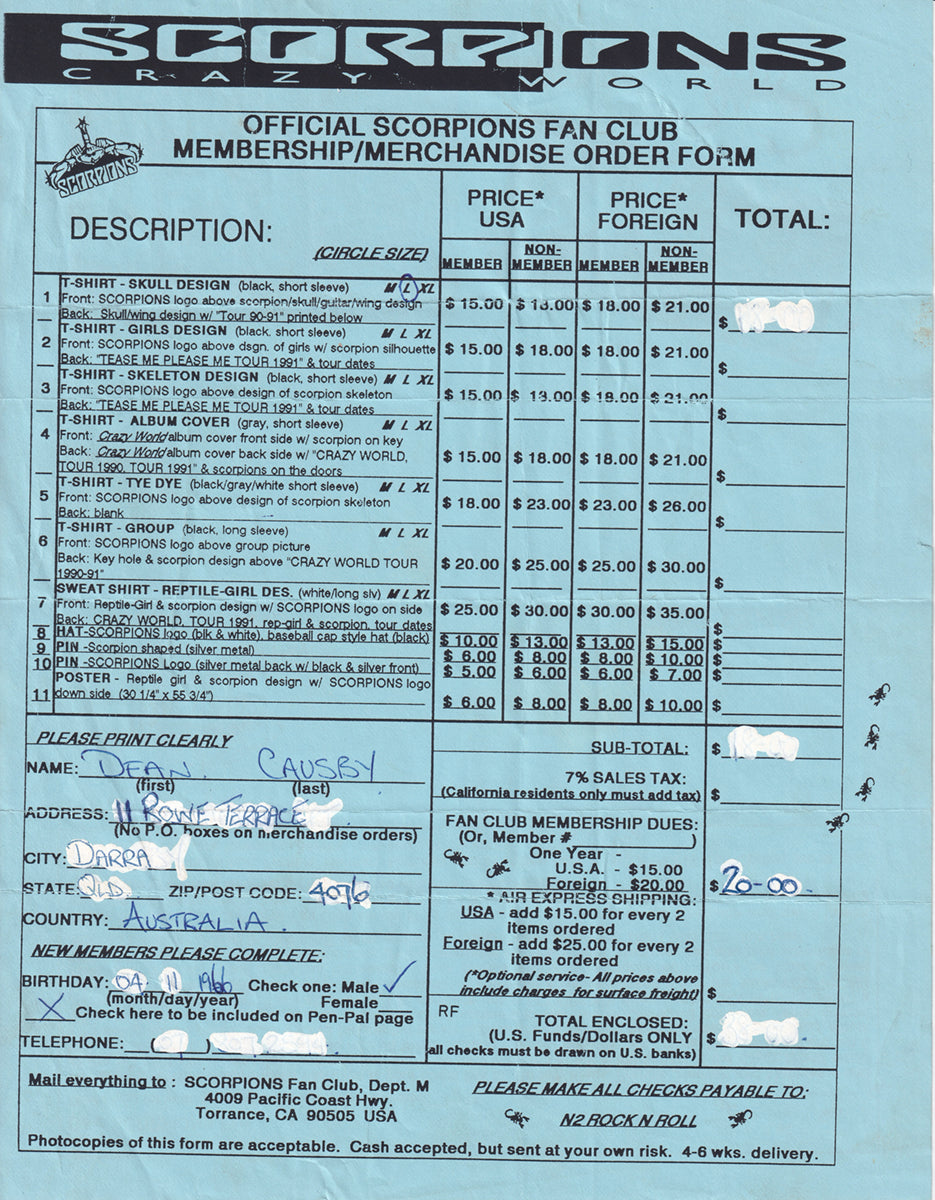 SCORPIONS
CRAZY WORLD
OFFICIAL SCORPIONS FAN CLUB
MEMBERSHIP/MERCHANDISE ORDER FORM
SCORPIONS
DESCRIPTION:
(CIRCLE SIZE)
PRICE* USA
PRICE* FOREIGN
TOTAL:
MEMBER NON-MEMBER MEMBER NON-MEMBER
T-SHIRT - SKULL DESIGN (black, short sleeve) M L XL
1 Front: SCORPIONS logo above scorpion/skull/guitar/wing design $ 15.00 $ 18.00 $ 18.00 $ 21.00
Back: Skull/wing design w/ "Tour 90-91" printed below $
T-SHIRT - GIRLS DESIGN (black, short sleeve) M L XL
2 Front: SCORPIONS logo above dsgn. of girls w/ scorpion silhouette $ 15.00 $ 18.00 $ 18.00 $ 21.00
Back: "TEASE ME PLEASE ME TOUR 1991" & tour dates $
T-SHIRT - SKELETON DESIGN (black, short sleeve) M L XL
3 Front: SCORPIONS logo above design of scorpion skeleton $ 15.00 $ 18.00 $ 18.00 $ 21.00
Back: "TEASE ME PLEASE ME TOUR 1991" & tour dates $
T-SHIRT - ALBUM COVER (gray, short sleeve) M L XL
4 Front: Crazy World album cover front side w/ scorpion on key
Back: Crazy World album cover back side w/ "CRAZY WORLD, $ 15.00 $ 18.00 $ 18.00 $ 21.00
TOUR 1990, TOUR 1991" & scorpions on the doors $
T-SHIRT - TYE DYE (black/gray/white short sleeve) M L XL
5 Front: SCORPIONS logo above design of scorpion skeleton $ 18.00 $ 23.00 $ 23.00 $ 26.00
Back: blank $
T-SHIRT - GROUP (black, long sleeve) M L XL
6 Front: SCORPIONS logo above group picture
Back: Key hole & scorpion design above "CRAZY WORLD TOUR $ 20.00 $ 25.00 $ 25.00 $ 30.00
1990-91" $
SWEAT SHIRT - REPTILE-GIRL DES. (white/long slv) M L XL
7 Front: Reptile-Girl & scorpion design w/ SCORPIONS logo on side $ 25.00 $ 30.00 $ 30.00 $ 35.00
Back: CRAZY WORLD, TOUR 1991, rep-girl & scorpion, tour dates $
8 HAT-SCORPIONS logo (blk & white), baseball cap style hat (black) $ 10.00 $ 13.00 $ 13.00 $ 15.00 $
9 PIN -Scorpion shaped (silver metal) $ 6.00 $ 8.00 $ 8.00 $ 10.00 $
10 PIN -SCORPIONS Logo (silver metal back w/ black & silver front) $ 5.00 $ 6.00 $ 6.00 $ 7.00 $
POSTER - Reptile girl & scorpion design w/ SCORPIONS logo
11 down side (30 1/4" x 55 3/4") $ 6.00 $ 8.00 $ 8.00 $ 10.00 $
PLEASE PRINT CLEARLY
NAME: DEAN CAUSBY
(first) (last)
ADDRESS: 11 ROWE TERRACE
(No P.O. boxes on merchandise orders)
CITY: DARRA
STATE: QLD ZIP/POST CODE: 4076
COUNTRY: AUSTRALIA.
NEW MEMBERS PLEASE COMPLETE:
BIRTHDAY: 04 11 1966 Check one: Male ✓
(month/day/year) Female
X Check here to be included on Pen-Pal page
TELEPHONE: (07)
SUB-TOTAL: $
7% SALES TAX:
(California residents only must add tax) $
FAN CLUB MEMBERSHIP DUES:
(Or, Member # )
One Year -
U.S.A. - $15.00
Foreign - $20.00 $ 20-00
* AIR EXPRESS SHIPPING:
USA - add $15.00 for every 2
items ordered
Foreign - add $25.00 for every 2
items ordered
(*Optional service- All prices above
include charges for surface freight) $
RF
TOTAL ENCLOSED:
(U.S. Funds/Dollars ONLY $
all checks must be drawn on U.S. banks)
Mail everything to : SCORPIONS Fan Club, Dept. M
4009 Pacific Coast Hwy.
Torrance, CA 90505 USA
PLEASE MAKE ALL CHECKS PAYABLE TO:
N2 ROCK N ROLL
Photocopies of this form are acceptable. Cash accepted, but sent at your own risk. 4-6 wks. delivery.